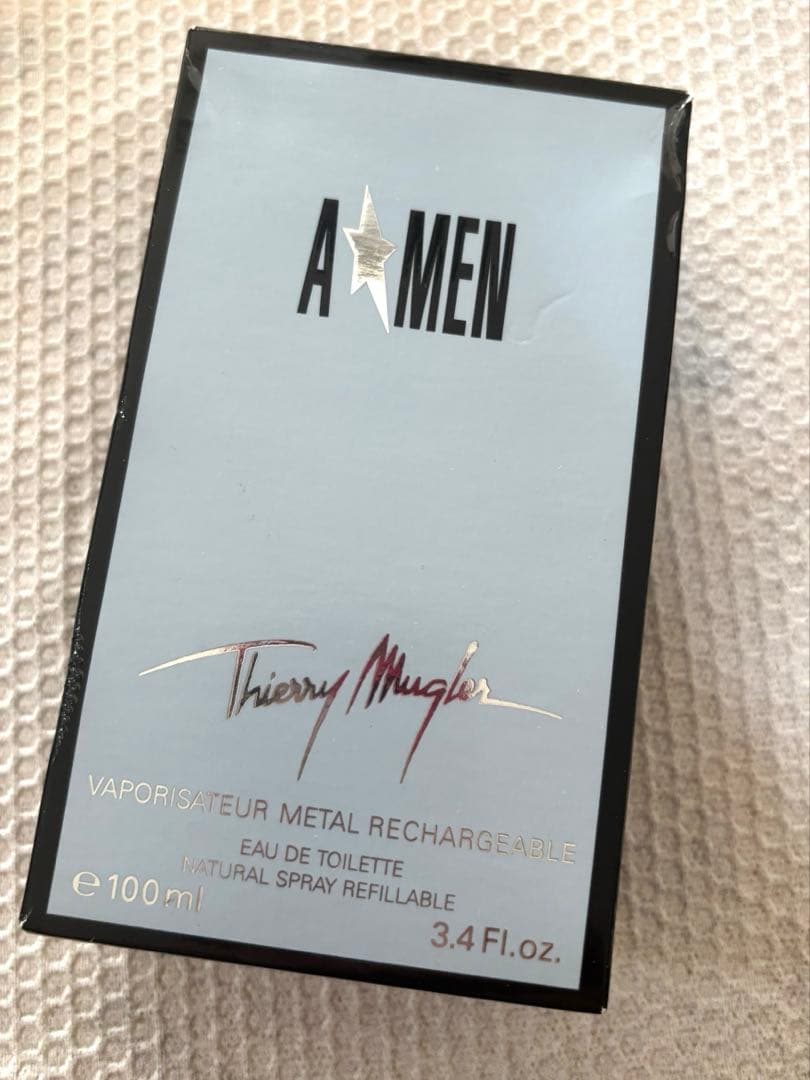 A★MEN
Thierry Mugler
VAPORISATEUR METAL RECHARGEABLE
EAU DE TOILETTE
NATURAL SPRAY REFILLABLE
℮100ml
3.4 Fl.oz.